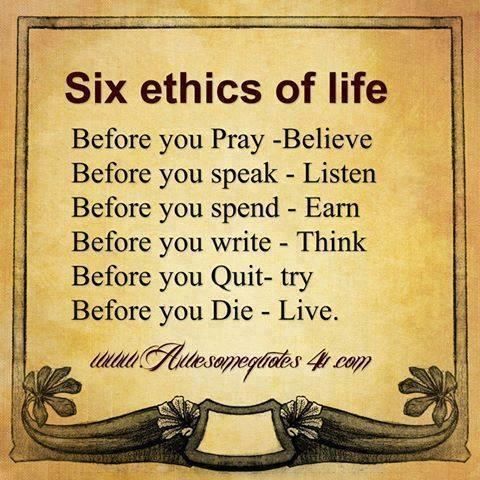 Six ethics of life
Before you Pray -Believe
Before you speak - Listen
Before you spend - Earn
Before you write - Think
Before you Quit- try
Before you Die - Live.
www.Awesomequotes4u.com